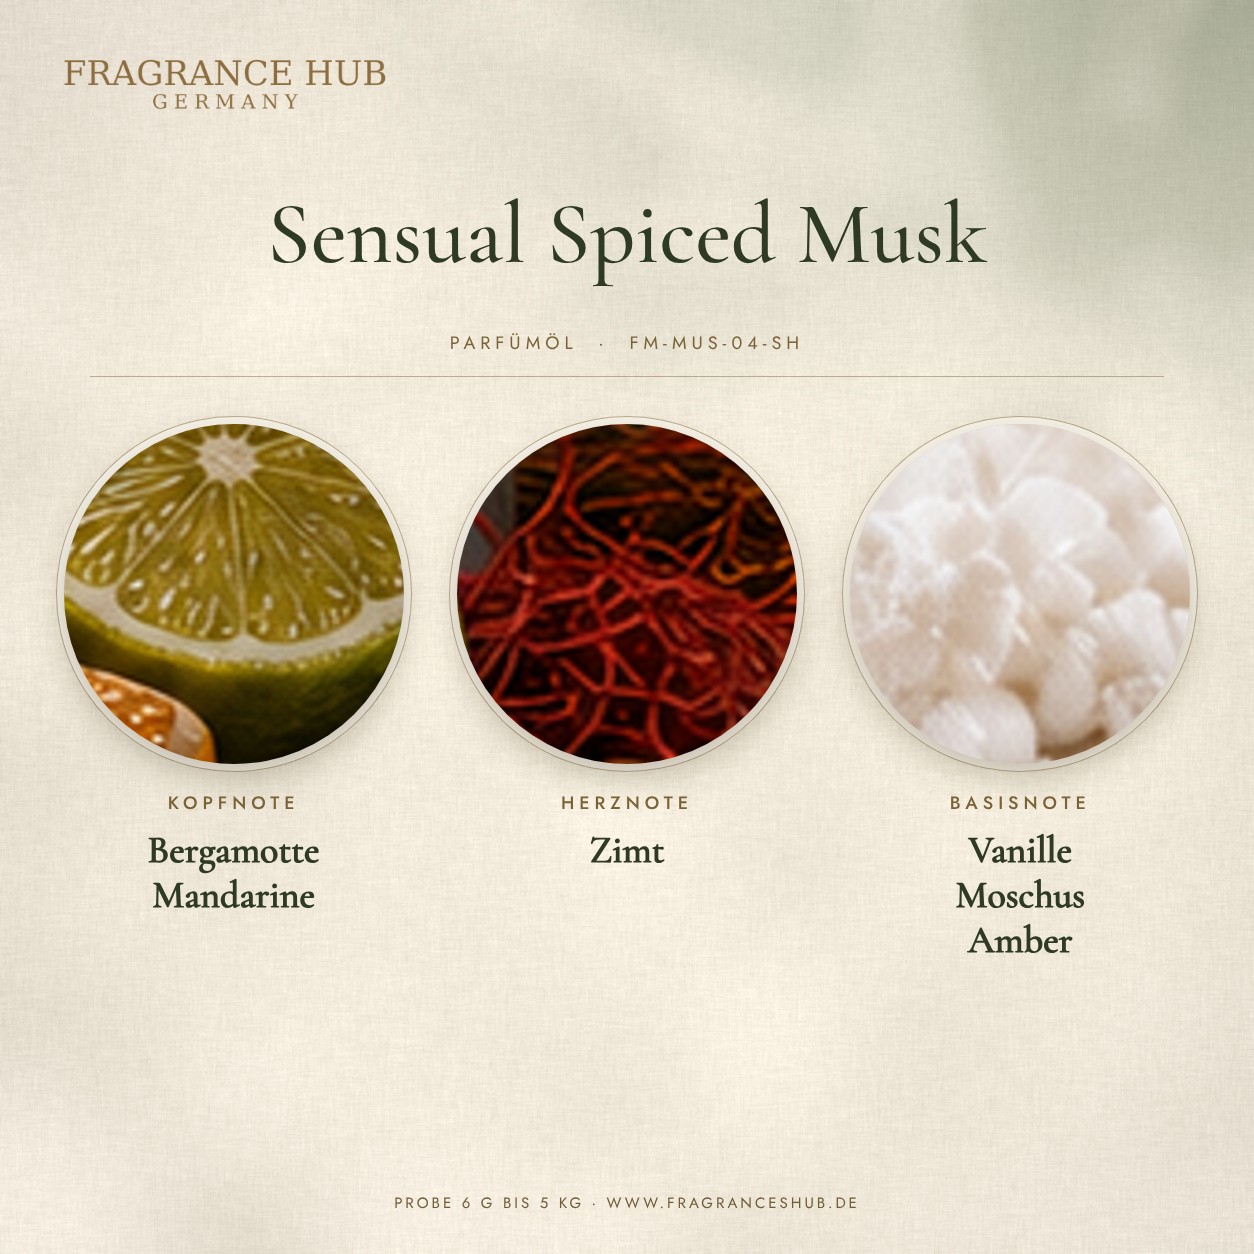 FRAGRANCE HUB
GERMANY
Sensual Spiced Musk
PARFÜMÖL · FM-MUS-04-SH
KOPFNOTE
Bergamotte
Mandarine
HERZNOTE
Zimt
BASISNOTE
Vanille
Moschus
Amber
PROBE 6 G BIS 5 KG · WWW.FRAGRANCESHUB.DE